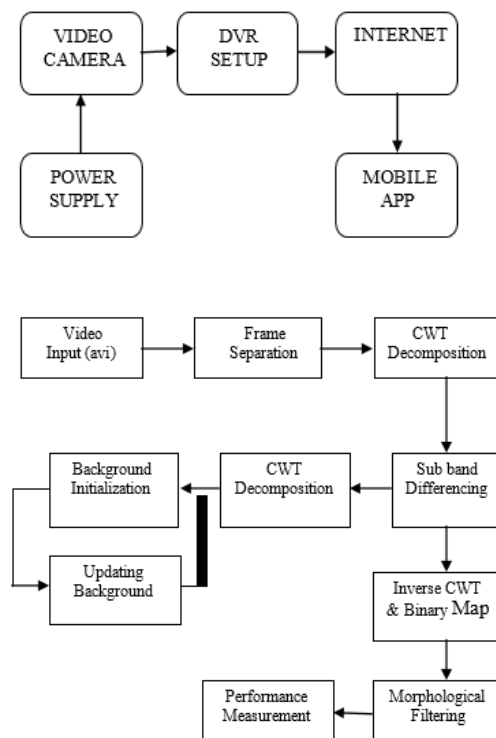 VIDEO
CAMERA
DVR
SETUP
INTERNET
POWER
SUPPLY
MOBILE
APP
Video
Input (avi)
Frame
Separation
CWT
Decomposition
Background
Initialization
CWT
Decomposition
Sub band
Differencing
Updating
Background
Inverse CWT
& Binary Map
Performance
Measurement
Morphological
Filtering